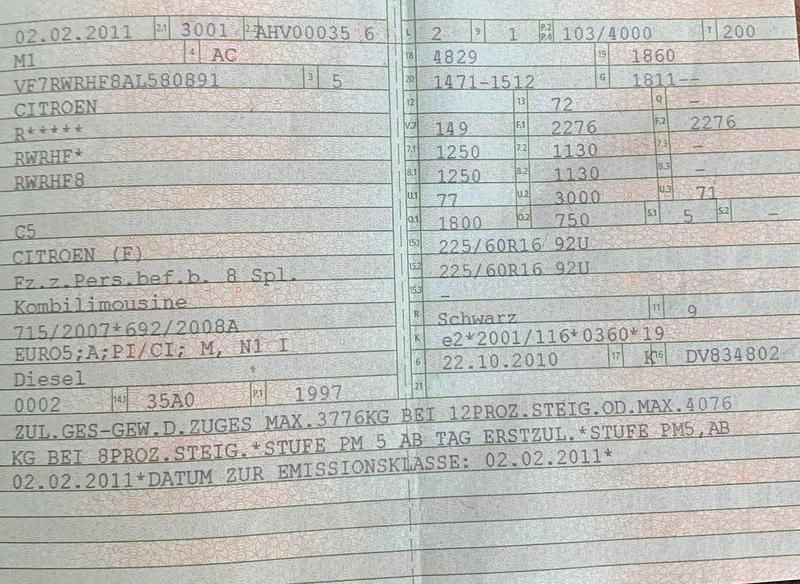 02.02.2011 2.1 3001 2.2 AHV00035 6
M1 4 AC
VF7RWRHF8AL580891 3 5
CITROEN
R*****
RWRHF*
RWRHF8
C5
CITROEN (F)
Fz.z.Pers.bef.b. 8 Spl.
Kombilimousine
715/2007*692/2008A
EURO5;A;PI/CI; M, N1 I
Diesel
0002 14.1 35A0 P.1 1997
L 2 9 1 P.2 P.4 103/4000 T 200
18 4829 19 1860
20 1471-1512 G 1811--
12 13 72 Q –
V.7 149 F.1 2276 F.2 2276
7.1 1250 7.2 1130 7.3 –
8.1 1250 8.2 1130 8.3 –
U.1 77 U.2 3000 U.3 71
O.1 1800 O.2 750 S.1 5 S.2 –
15.1 225/60R16 92U
15.2 225/60R16 92U
15.3 –
R Schwarz 11 9
K e2*2001/116*0360*19
6 22.10.2010 17 K 16 DV834802
21
ZUL.GES-GEW.D.ZUGES MAX.3776KG BEI 12PROZ.STEIG.OD.MAX.4076
KG BEI 8PROZ.STEIG.*STUFE PM 5 AB TAG ERSTZUL.*STUFE PM5,AB
02.02.2011*DATUM ZUR EMISSIONSKLASSE: 02.02.2011*